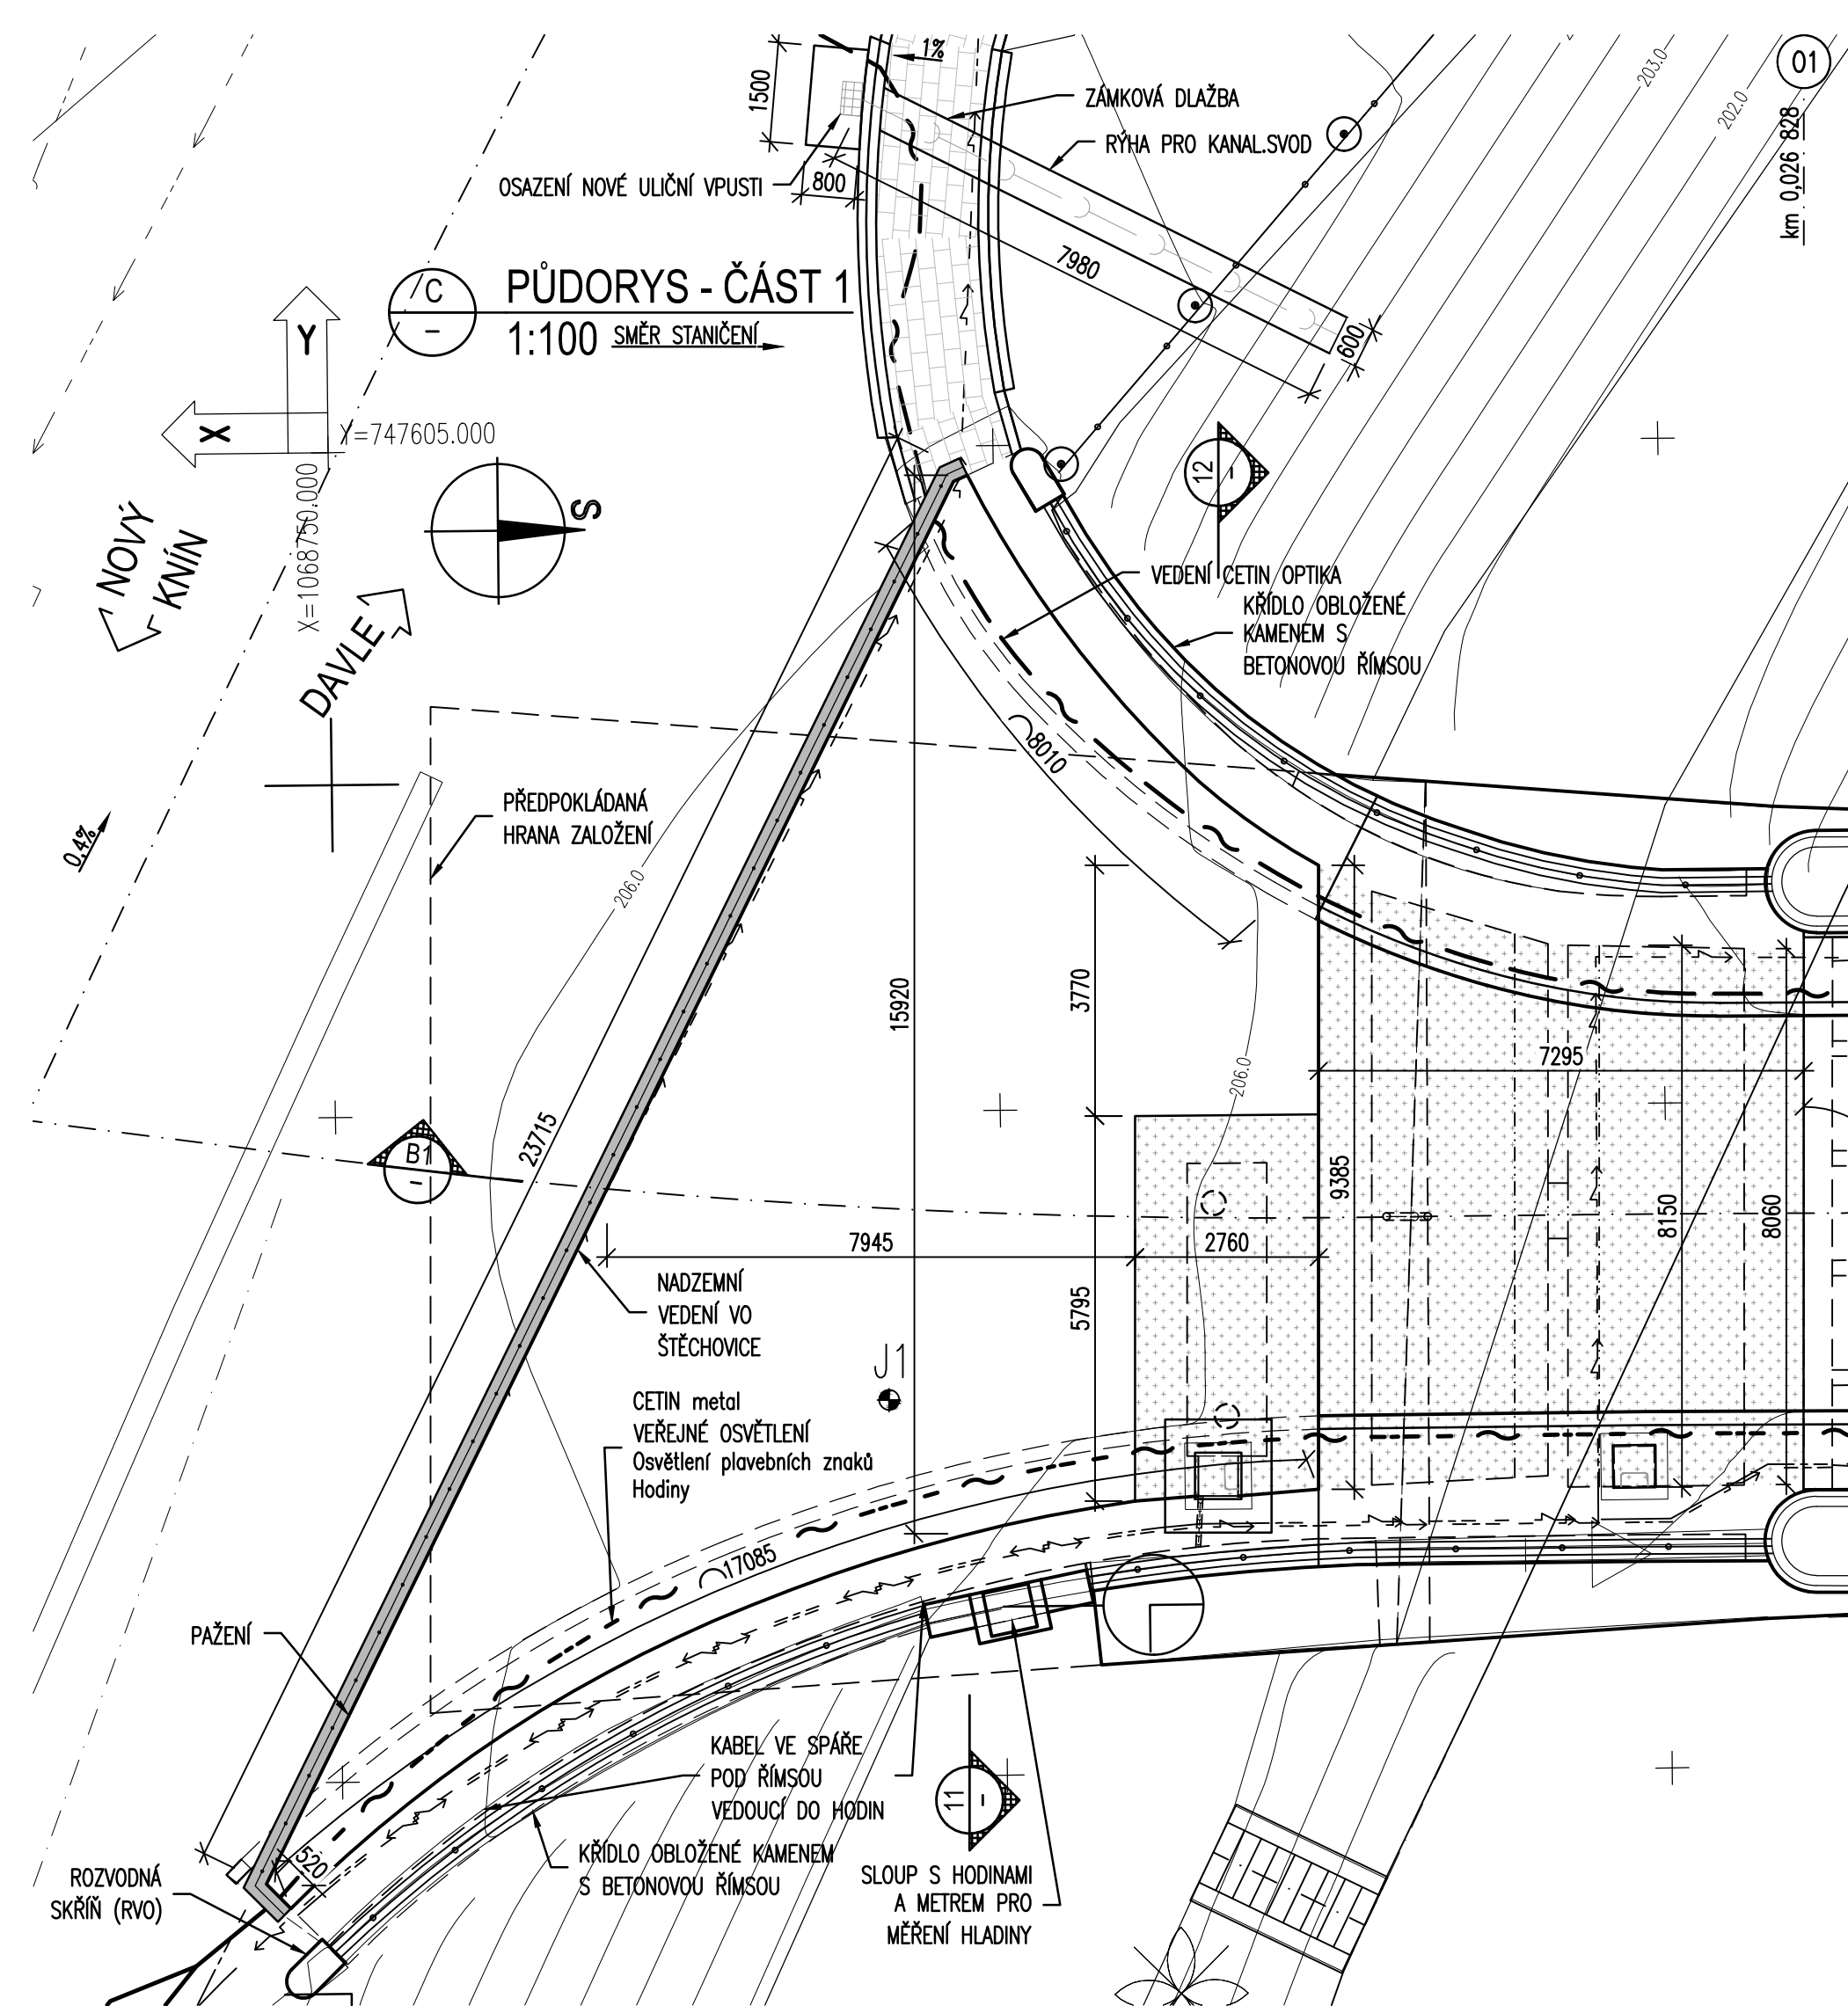 1%
1500
ZÁMKOVÁ DLAŽBA
RÝHA PRO KANAL.SVOD
OSAZENÍ NOVÉ ULIČNÍ VPUSTI
800
203.0
202.0
01
km 0,026 828
7980
600
C
PŮDORYS - ČÁST 1
1:100 SMĚR STANIČENÍ
Y
X
Y=747605.000
X=1068750.000
S
NOVÝ
KNÍN
DAVLE
12
VEDENÍ CETIN OPTIKA
KŘÍDLO OBLOŽENÉ
KAMENEM S
BETONOVOU ŘÍMSOU
8010
PŘEDPOKLÁDANÁ
HRANA ZALOŽENÍ
0,4%
206.0
15920
3770
206.0
7295
23715
B1
9385
8150
8060
7945
2760
5795
NADZEMNÍ
VEDENÍ VO
ŠTĚCHOVICE
J1
CETIN metal
VEŘEJNÉ OSVĚTLENÍ
Osvětlení plavebních znaků
Hodiny
17085
PAŽENÍ
KABEL VE SPÁŘE
POD ŘÍMSOU
VEDOUCÍ DO HODIN
11
KŘÍDLO OBLOŽENÉ KAMENEM
S BETONOVOU ŘÍMSOU
520
ROZVODNÁ
SKŘÍŇ (RVO)
SLOUP S HODINAMI
A METREM PRO
MĚŘENÍ HLADINY